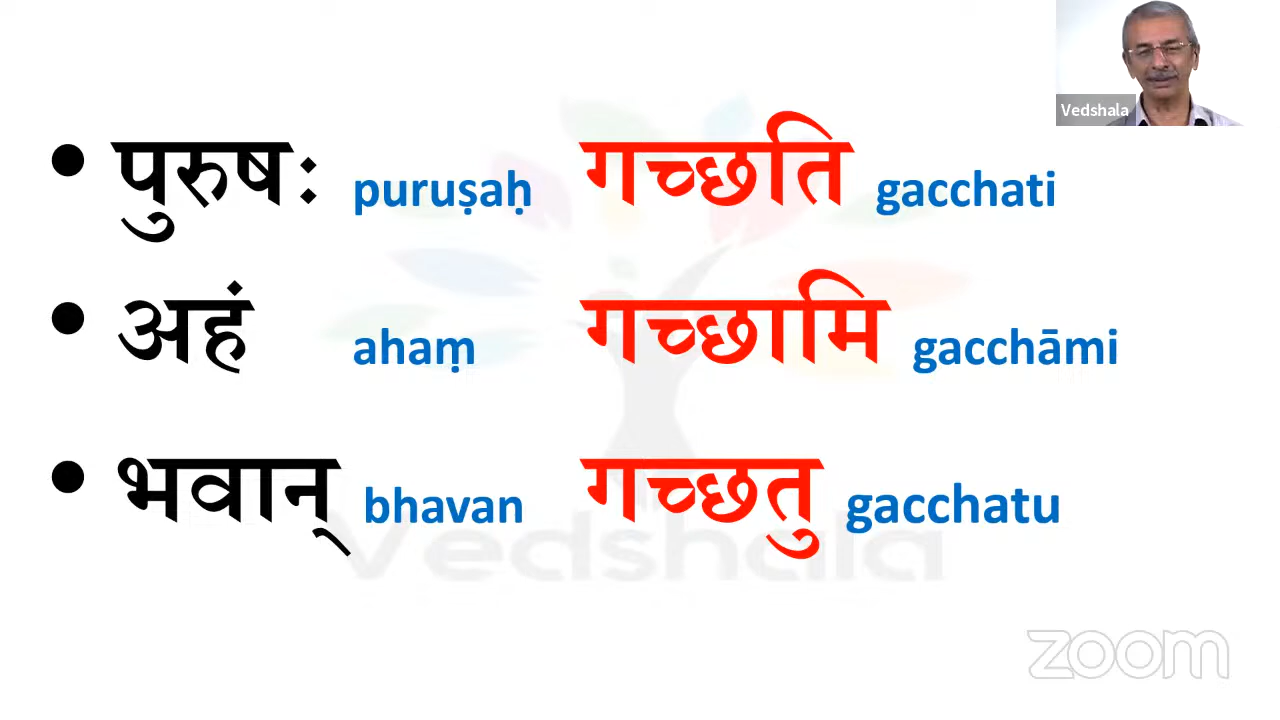 Vedshala
• पुरुषः puruṣaḥ गच्छति gacchati
• अहं ahaṃ गच्छामि gacchāmi
• भवान् bhavan गच्छतु gacchatu
Vedshala
zoom